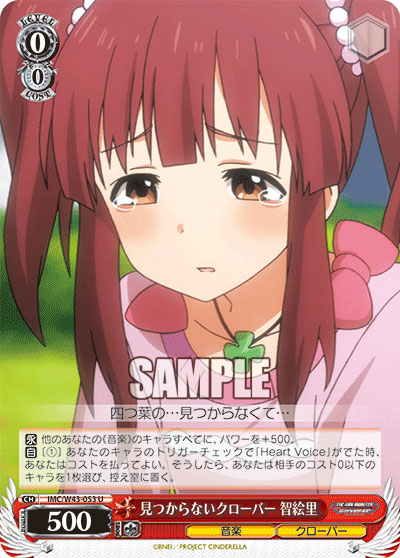 LEVEL
0
0
COST
SAMPLE
四つ葉の…見つからなくて…
永 他のあなたの《音楽》のキャラすべてに、パワーを+500。
自 [①] あなたのキャラのトリガーチェックで「Heart Voice」がでた時、
あなたはコストを払ってよい。そうしたら、あなたは相手のコスト0以下の
キャラを1枚選び、控え室に置く。
CH IMC/W43-053 U
500
見つからないクローバー 智絵里
音楽 クローバー
©BNEI/PROJECT CINDERELLA